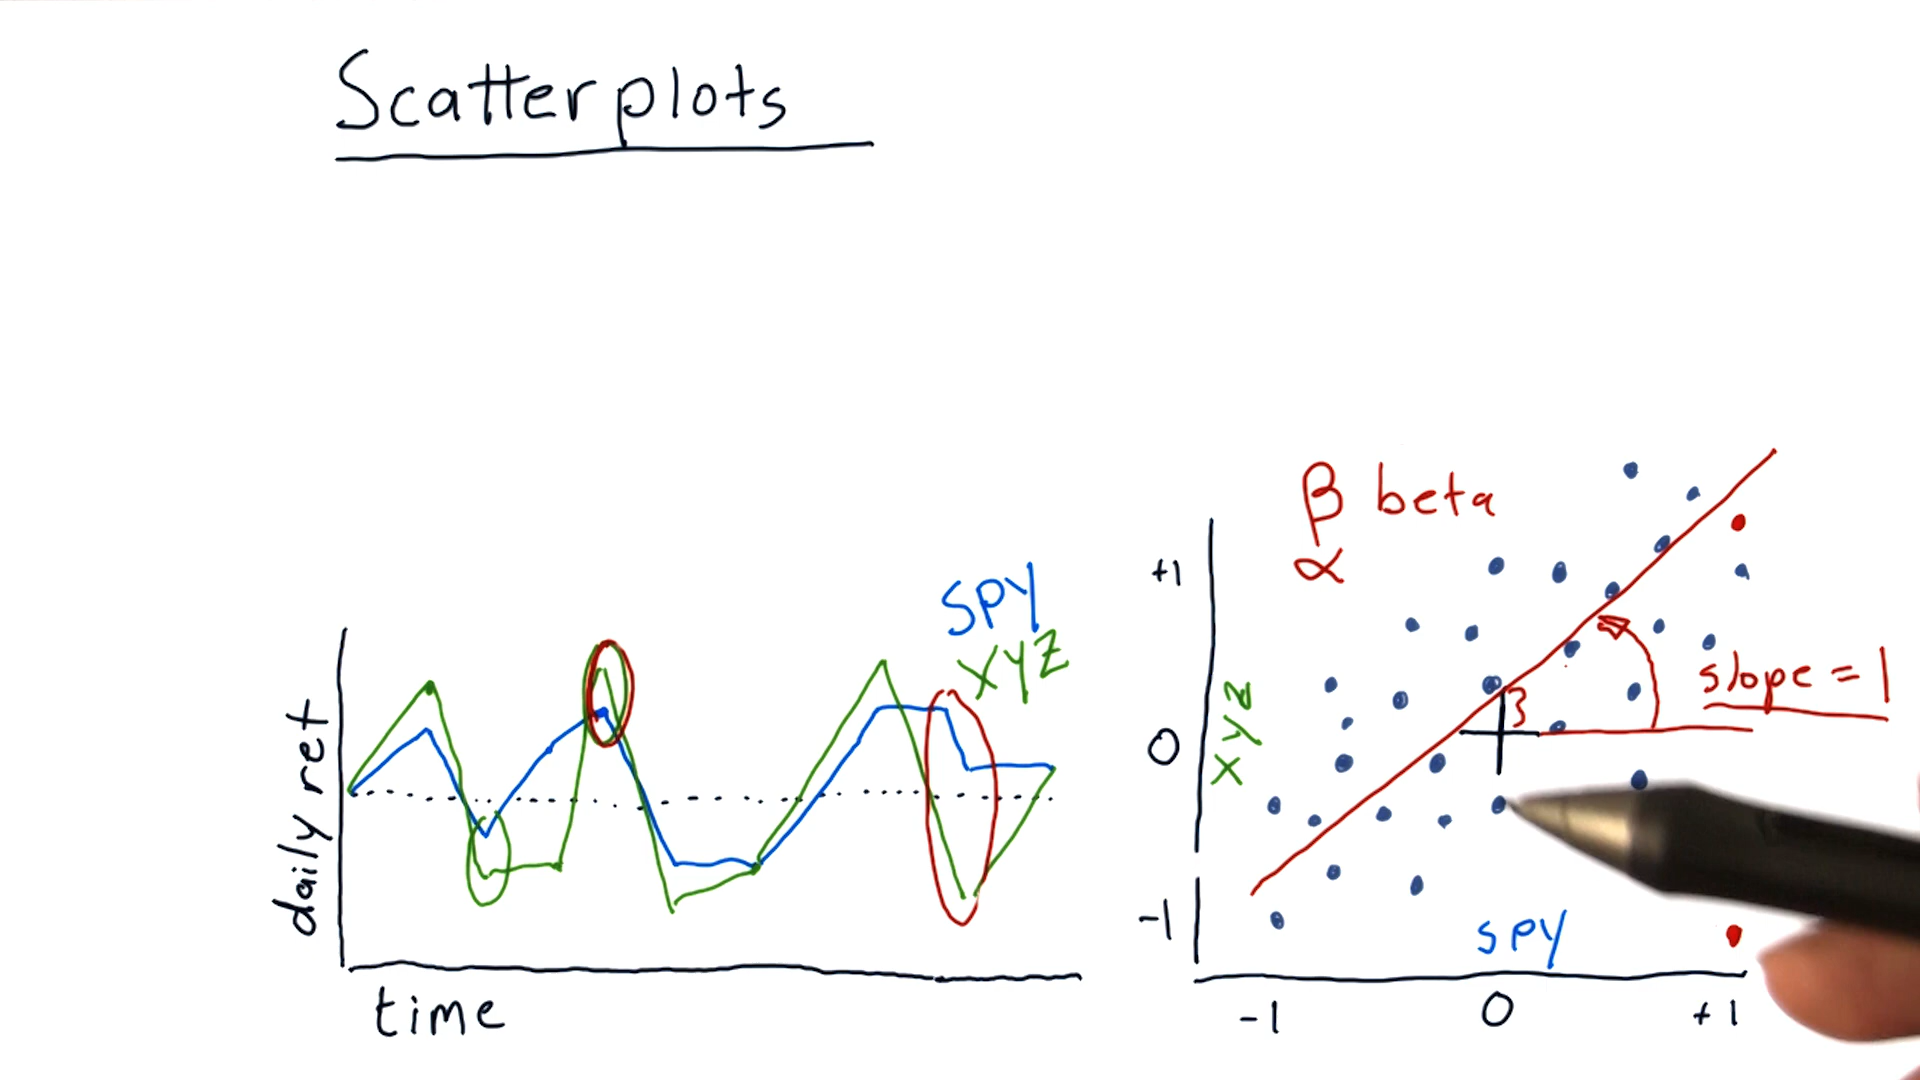 Scatterplots
daily ret
time
SPY
XYZ
β beta
α
+1
0
-1
XYZ
slope = 1
SPY
-1
0
+1